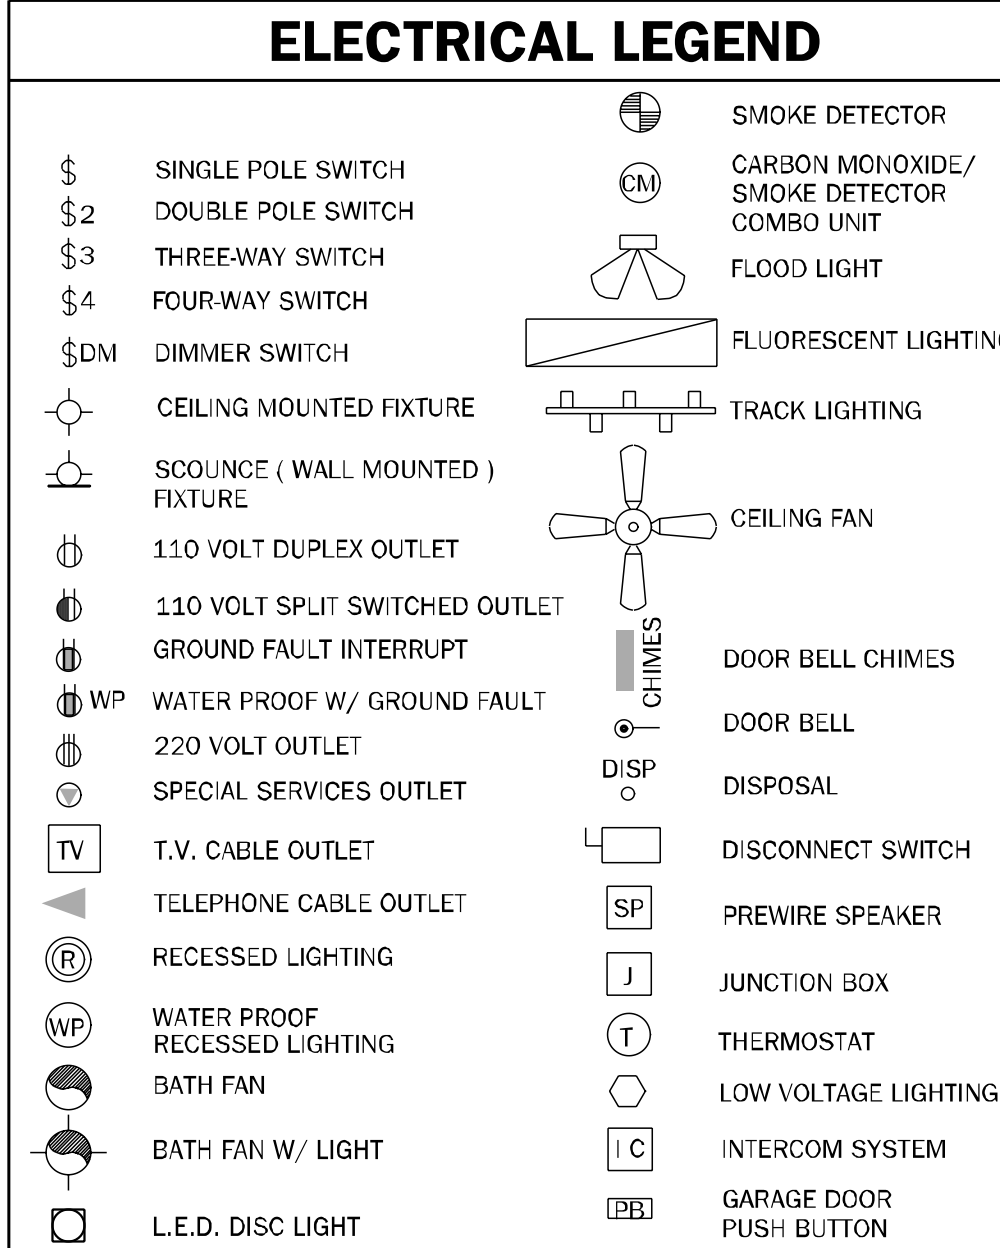 ELECTRICAL LEGEND
$ SINGLE POLE SWITCH
$2 DOUBLE POLE SWITCH
$3 THREE-WAY SWITCH
$4 FOUR-WAY SWITCH
$DM DIMMER SWITCH
CEILING MOUNTED FIXTURE
SCOUNCE ( WALL MOUNTED )
FIXTURE
110 VOLT DUPLEX OUTLET
110 VOLT SPLIT SWITCHED OUTLET
GROUND FAULT INTERRUPT
WP WATER PROOF W/ GROUND FAULT
220 VOLT OUTLET
SPECIAL SERVICES OUTLET
TV T.V. CABLE OUTLET
TELEPHONE CABLE OUTLET
R RECESSED LIGHTING
WP WATER PROOF
RECESSED LIGHTING
BATH FAN
BATH FAN W/ LIGHT
L.E.D. DISC LIGHT
SMOKE DETECTOR
CM CARBON MONOXIDE/
SMOKE DETECTOR
COMBO UNIT
FLOOD LIGHT
FLUORESCENT LIGHTIN
TRACK LIGHTING
CEILING FAN
CHIMES DOOR BELL CHIMES
DOOR BELL
DISP
DISPOSAL
DISCONNECT SWITCH
SP PREWIRE SPEAKER
J JUNCTION BOX
T THERMOSTAT
LOW VOLTAGE LIGHTING
IC INTERCOM SYSTEM
PB GARAGE DOOR
PUSH BUTTON